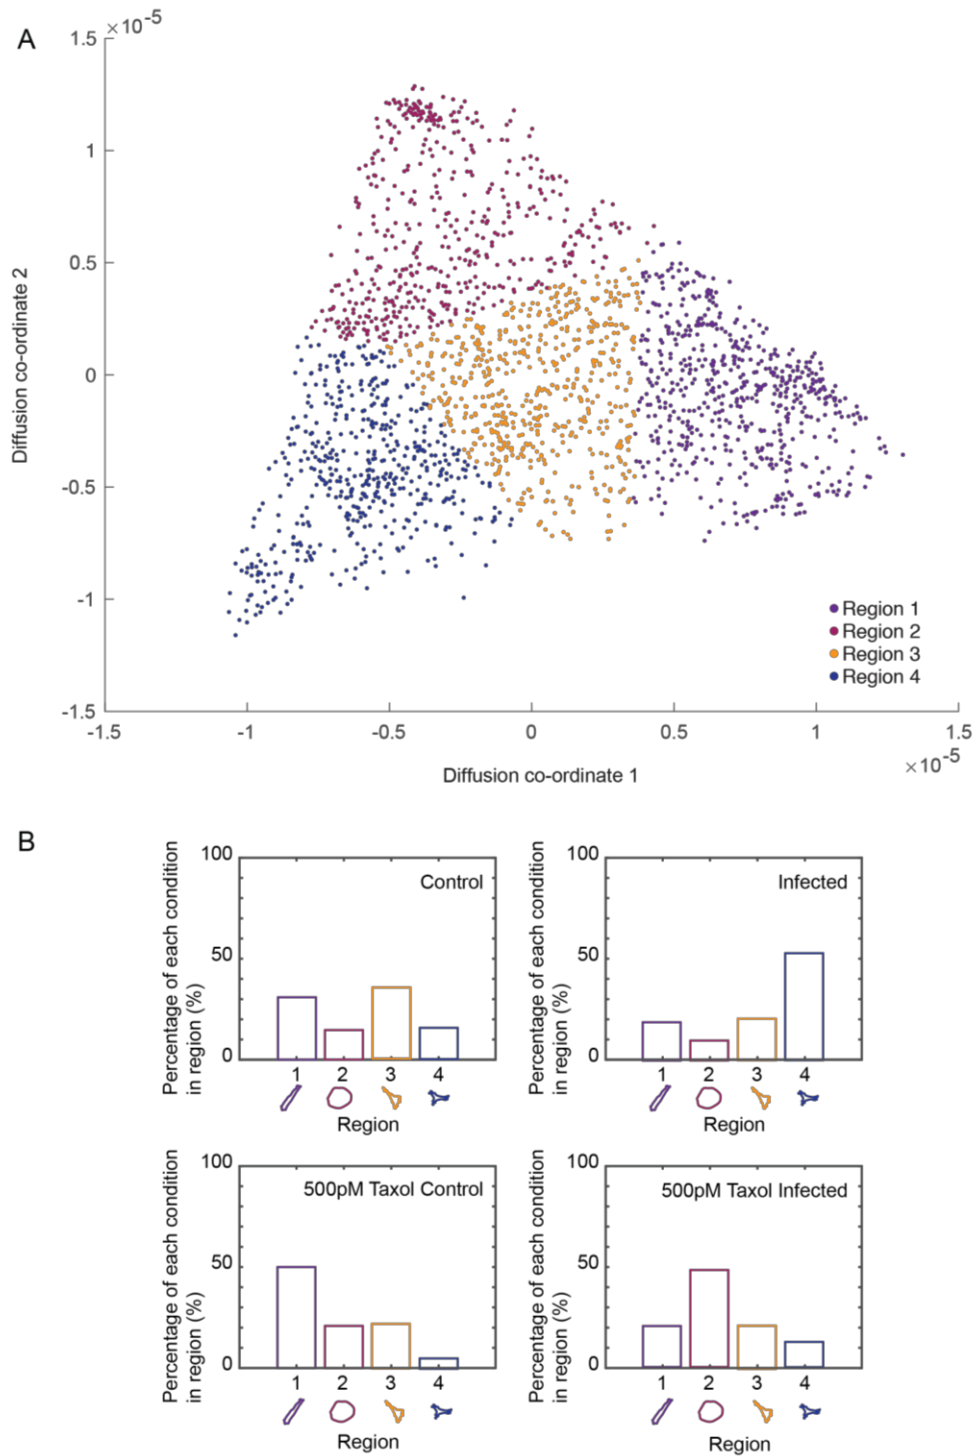 A
×10⁻⁵
1.5
1
0.5
0
-0.5
-1
-1.5
Diffusion co-ordinate 2
Region 1
Region 2
Region 3
Region 4
-1.5
-1
-0.5
0
0.5
1
1.5
×10⁻⁵
Diffusion co-ordinate 1
B
Percentage of each condition
in region (%)
100
50
0
Control
1 2 3 4
Region
Percentage of each condition
in region (%)
100
50
0
Infected
1 2 3 4
Region
Percentage of each condition
in region (%)
100
50
0
500pM Taxol Control
1 2 3 4
Region
Percentage of each condition
in region (%)
100
50
0
500pM Taxol Infected
1 2 3 4
Region